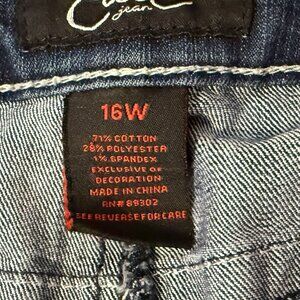 jean
16W
71% COTTON
28% POLYESTER
1% SPANDEX
EXCLUSIVE OF
DECORATION
MADE IN CHINA
RN# 89302
SEE REVERSE FOR CARE